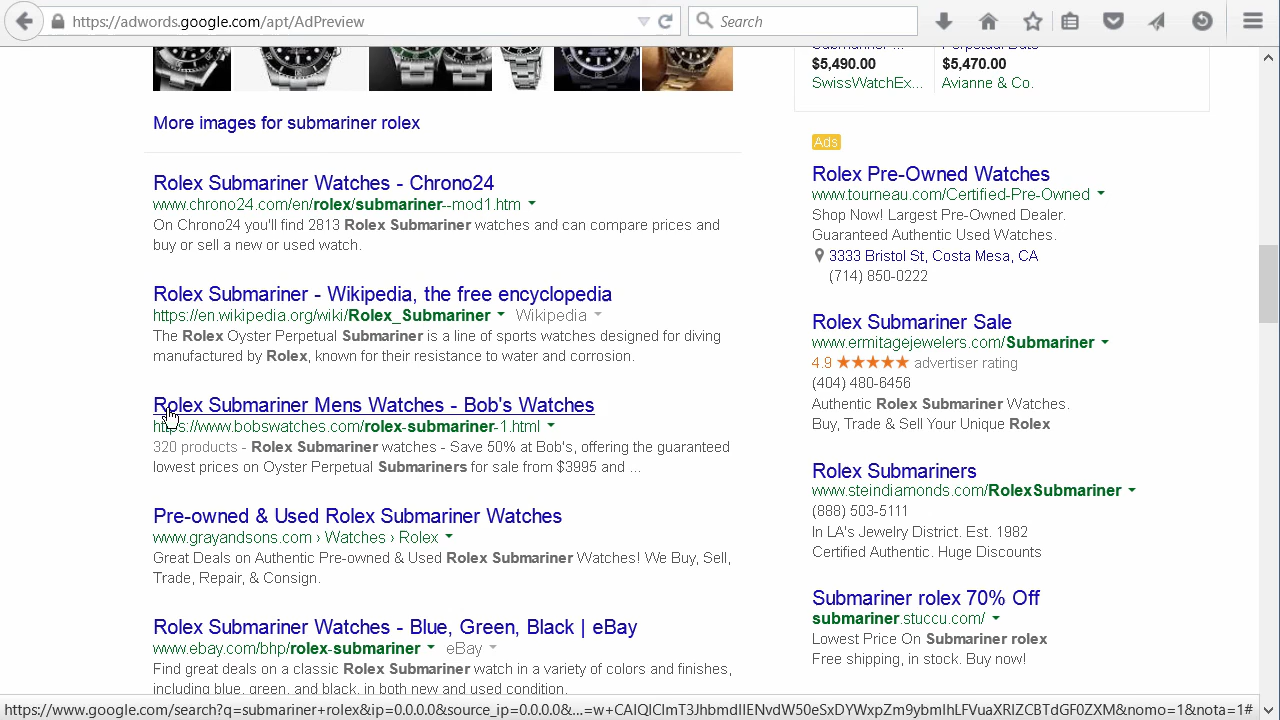 https://adwords.google.com/apt/AdPreview
Search
More images for submariner rolex
Rolex Submariner Watches - Chrono24
www.chrono24.com/en/rolex/submariner--mod1.htm
On Chrono24 you'll find 2813 Rolex Submariner watches and can compare prices and
buy or sell a new or used watch.
Rolex Submariner - Wikipedia, the free encyclopedia
https://en.wikipedia.org/wiki/Rolex_Submariner Wikipedia
The Rolex Oyster Perpetual Submariner is a line of sports watches designed for diving
manufactured by Rolex, known for their resistance to water and corrosion.
Rolex Submariner Mens Watches - Bob's Watches
https://www.bobswatches.com/rolex-submariner-1.html
320 products - Rolex Submariner watches - Save 50% at Bob's, offering the guaranteed
lowest prices on Oyster Perpetual Submariners for sale from $3995 and ...
Pre-owned & Used Rolex Submariner Watches
www.grayandsons.com › Watches › Rolex
Great Deals on Authentic Pre-owned & Used Rolex Submariner Watches! We Buy, Sell,
Trade, Repair, & Consign.
Rolex Submariner Watches - Blue, Green, Black | eBay
www.ebay.com/bhp/rolex-submariner eBay
Find great deals on a classic Rolex Submariner watch in a variety of colors and finishes,
including blue, green, and black, in both new and used condition.
Submariner... Perpetual Date
$5,490.00 $5,470.00
SwissWatchEx... Avianne & Co.
Ads
Rolex Pre-Owned Watches
www.tourneau.com/Certified-Pre-Owned
Shop Now! Largest Pre-Owned Dealer.
Guaranteed Authentic Used Watches.
3333 Bristol St, Costa Mesa, CA
(714) 850-0222
Rolex Submariner Sale
www.ermitagejewelers.com/Submariner
4.9 ★★★★★ advertiser rating
(404) 480-6456
Authentic Rolex Submariner Watches.
Buy, Trade & Sell Your Unique Rolex
Rolex Submariners
www.steindiamonds.com/RolexSubmariner
(888) 503-5111
In LA's Jewelry District. Est. 1982
Certified Authentic. Huge Discounts
Submariner rolex 70% Off
submariner.stuccu.com/
Lowest Price On Submariner rolex
Free shipping, in stock. Buy now!
https://www.google.com/search?q=submariner+rolex&ip=0.0.0.0&source_ip=0.0.0.0&...=w+CAIQICImT3JhbmdlIENvdW50eSxDYWxpZm9ybmlhLFVuaXRlZCBTdGF0ZXM&nomo=1&nota=1#